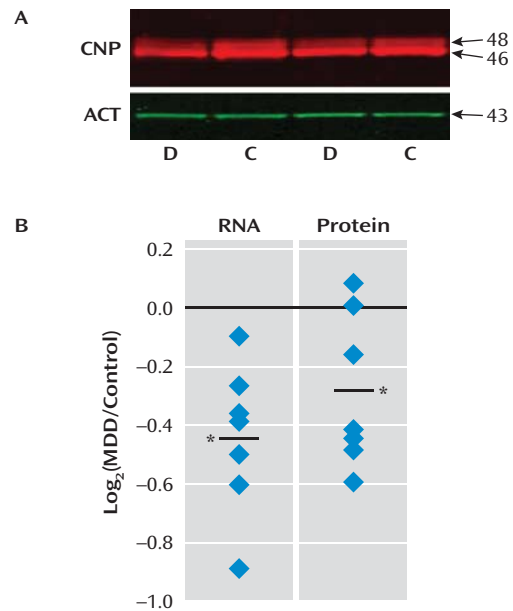 A
CNP
48
46
ACT
43
D C D C
B
RNA Protein
Log₂(MDD/Control)
0.2
0.0
–0.2
–0.4
–0.6
–0.8
–1.0
*
*